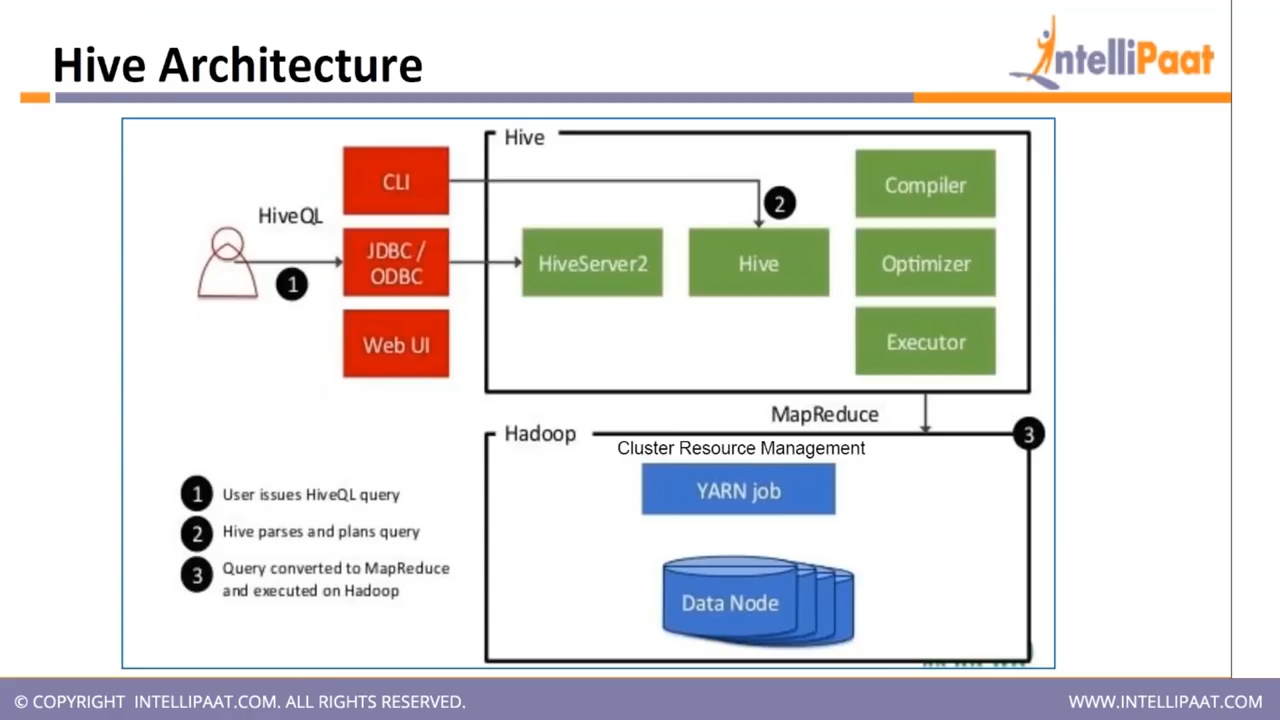 Hive Architecture
IntelliPaat
Hive
CLI
HiveQL
2
Compiler
JDBC /
ODBC
HiveServer2
Hive
Optimizer
1
Web UI
Executor
MapReduce
Hadoop
3
Cluster Resource Management
YARN job
1 User issues HiveQL query
2 Hive parses and plans query
3 Query converted to MapReduce
and executed on Hadoop
Data Node
© COPYRIGHT INTELLIPAAT.COM. ALL RIGHTS RESERVED.
WWW.INTELLIPAAT.COM